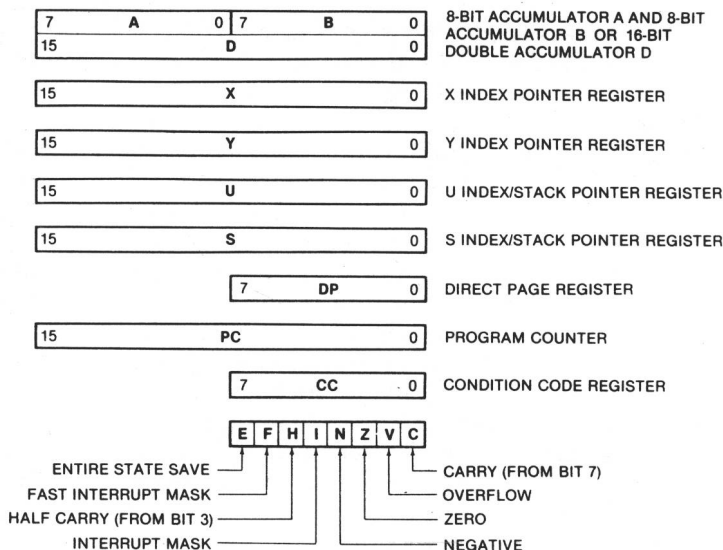 7 A 0 7 B 0
15 D 0
8-BIT ACCUMULATOR A AND 8-BIT
ACCUMULATOR B OR 16-BIT
DOUBLE ACCUMULATOR D
15 X 0
X INDEX POINTER REGISTER
15 Y 0
Y INDEX POINTER REGISTER
15 U 0
U INDEX/STACK POINTER REGISTER
15 S 0
S INDEX/STACK POINTER REGISTER
7 DP 0
DIRECT PAGE REGISTER
15 PC 0
PROGRAM COUNTER
7 CC 0
CONDITION CODE REGISTER
E F H I N Z V C
ENTIRE STATE SAVE
FAST INTERRUPT MASK
HALF CARRY (FROM BIT 3)
INTERRUPT MASK
CARRY (FROM BIT 7)
OVERFLOW
ZERO
NEGATIVE